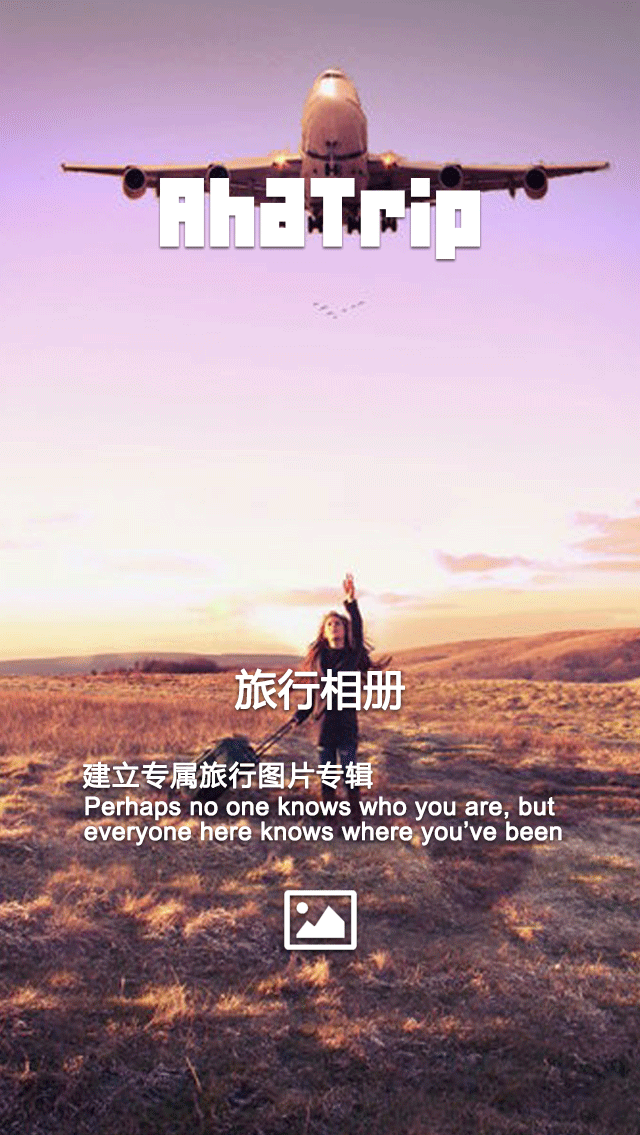 AhaTrip
旅行相册
建立专属旅行图片专辑
Perhaps no one knows who you are, but
everyone here knows where you've been